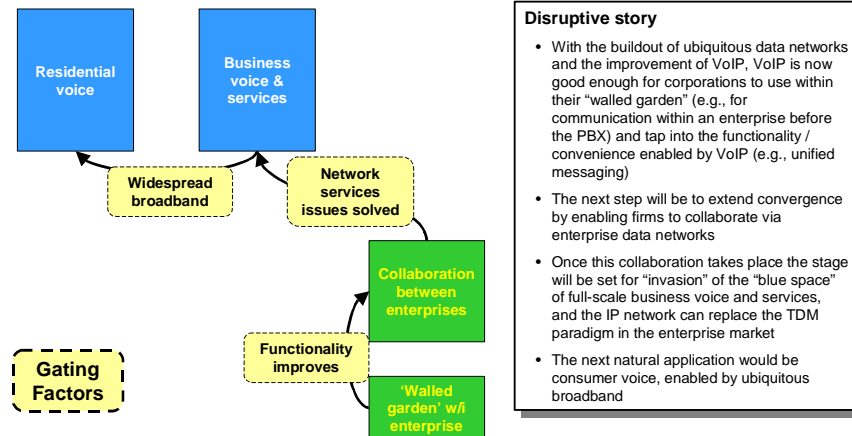 Residential
voice
Business
voice &
services
Widespread
broadband
Network
services
issues solved
Collaboration
between
enterprises
Functionality
improves
'Walled
garden' w/i
enterprise
Gating
Factors
Disruptive story
• With the buildout of ubiquitous data networks
and the improvement of VoIP, VoIP is now
good enough for corporations to use within
their “walled garden” (e.g., for
communication within an enterprise before
the PBX) and tap into the functionality /
convenience enabled by VoIP (e.g., unified
messaging)
• The next step will be to extend convergence
by enabling firms to collaborate via
enterprise data networks
• Once this collaboration takes place the stage
will be set for “invasion” of the “blue space”
of full-scale business voice and services,
and the IP network can replace the TDM
paradigm in the enterprise market
• The next natural application would be
consumer voice, enabled by ubiquitous
broadband